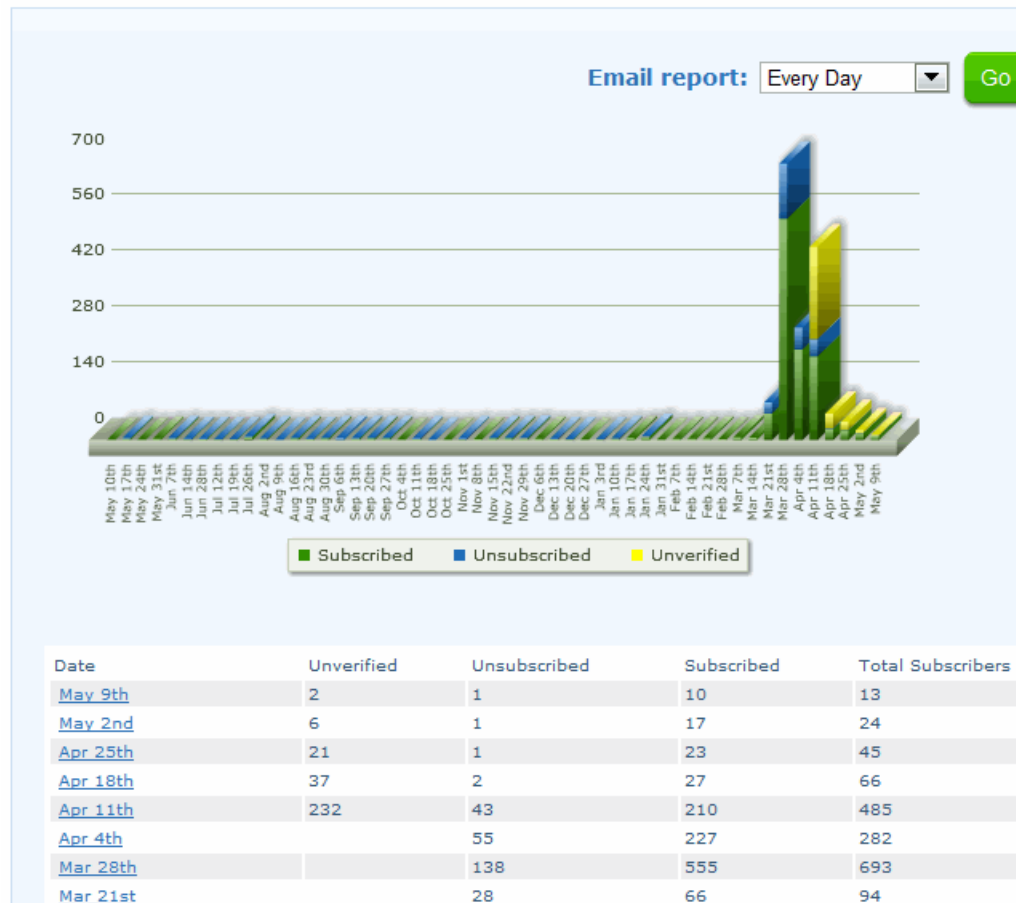 Email report: Every Day Go
700
560
420
280
140
0
May 10th
May 17th
May 24th
May 31st
Jun 7th
Jun 14th
Jun 28th
Jul 12th
Jul 19th
Jul 26th
Aug 2nd
Aug 9th
Aug 16th
Aug 23rd
Aug 30th
Sep 6th
Sep 13th
Sep 20th
Sep 27th
Oct 4th
Oct 11th
Oct 18th
Oct 25th
Nov 1st
Nov 8th
Nov 15th
Nov 22nd
Nov 29th
Dec 6th
Dec 13th
Dec 20th
Dec 27th
Jan 3rd
Jan 10th
Jan 17th
Jan 24th
Jan 31st
Feb 7th
Feb 14th
Feb 21st
Feb 28th
Mar 7th
Mar 14th
Mar 21st
Mar 28th
Apr 4th
Apr 11th
Apr 18th
Apr 25th
May 2nd
May 9th
Subscribed Unsubscribed Unverified
Date Unverified Unsubscribed Subscribed Total Subscribers
May 9th 2 1 10 13
May 2nd 6 1 17 24
Apr 25th 21 1 23 45
Apr 18th 37 2 27 66
Apr 11th 232 43 210 485
Apr 4th 55 227 282
Mar 28th 138 555 693
Mar 21st 28 66 94